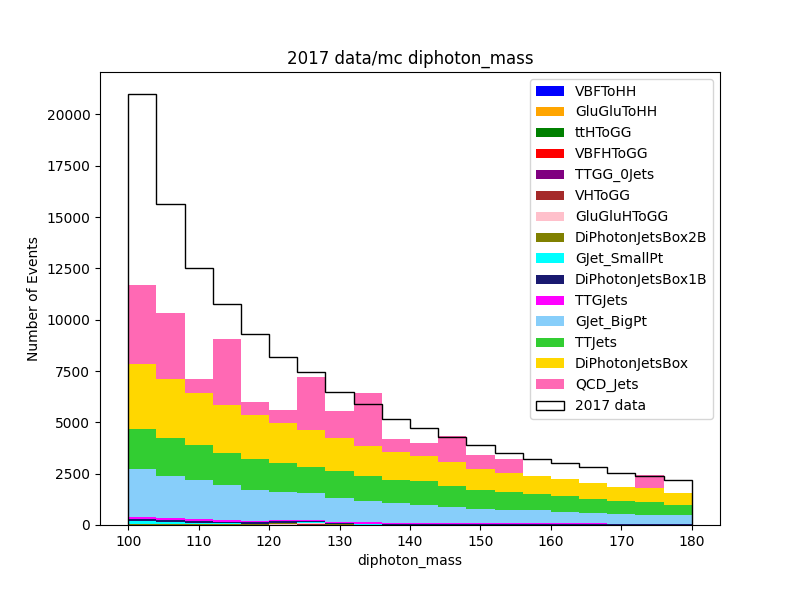 2017 data/mc diphoton_mass
Number of Events
20000
17500
15000
12500
10000
7500
5000
2500
0
100
110
120
130
140
150
160
170
180
diphoton_mass
VBFToHH
GluGluToHH
ttHToGG
VBFHToGG
TTGG_0Jets
VHToGG
GluGluHToGG
DiPhotonJetsBox2B
GJet_SmallPt
DiPhotonJetsBox1B
TTGJets
GJet_BigPt
TTJets
DiPhotonJetsBox
QCD_Jets
2017 data